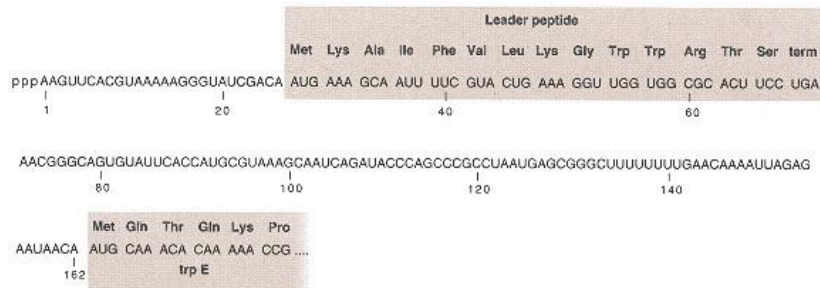 Leader peptide
Met Lys Ala Ile Phe Val Leu Lys Gly Trp Trp Arg Thr Ser term
pppAAGUUCACGUAAAAAGGGUAUCGACA AUG AAA GCA AUU UUC GUA CUG AAA GGU UGG UGG CGC ACU UCC UGA
1 20 40 60
AACGGGCAGUGUAUUCACCAUGCGUAAAGCAAUCAGAUACCCAGCCCGCCUAAUGAGCGGGCUUUUUUUUGAACAAAAUUAGAG
80 100 120 140
Met Gln Thr Gln Lys Pro
AAUAACA AUG CAA ACA CAA AAA CCG ....
162 trp E